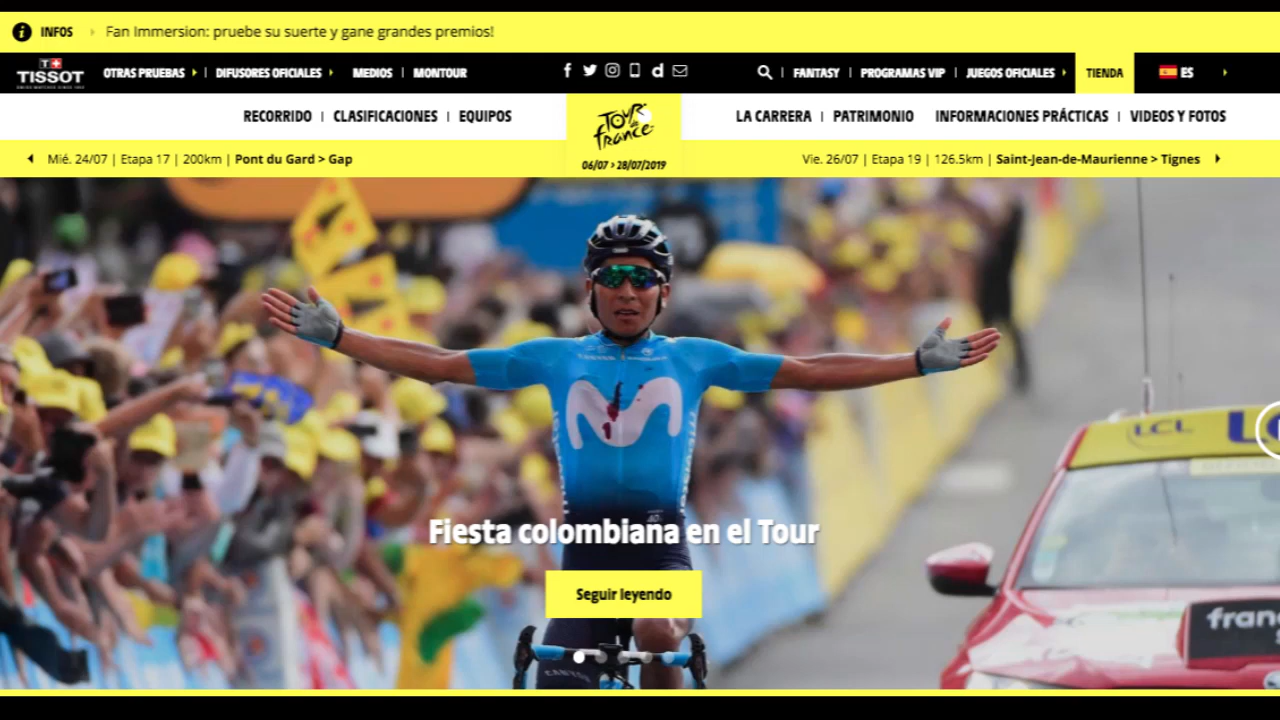 INFOS Fan Immersion: pruebe su suerte y gane grandes premios!
TISSOT OTRAS PRUEBAS | DIFUSORES OFICIALES | MEDIOS | MONTOUR FANTASY | PROGRAMAS VIP | JUEGOS OFICIALES TIENDA ES
RECORRIDO | CLASIFICACIONES | EQUIPOS LA CARRERA | PATRIMONIO INFORMACIONES PRÁCTICAS | VIDEOS Y FOTOS
TOUR de france
06/07 > 28/07/2019
Mié. 24/07 | Etapa 17 | 200km | Pont du Gard > Gap
Vie. 26/07 | Etapa 19 | 126.5km | Saint-Jean-de-Maurienne > Tignes
LCL
Fiesta colombiana en el Tour
Seguir leyendo
CANYON